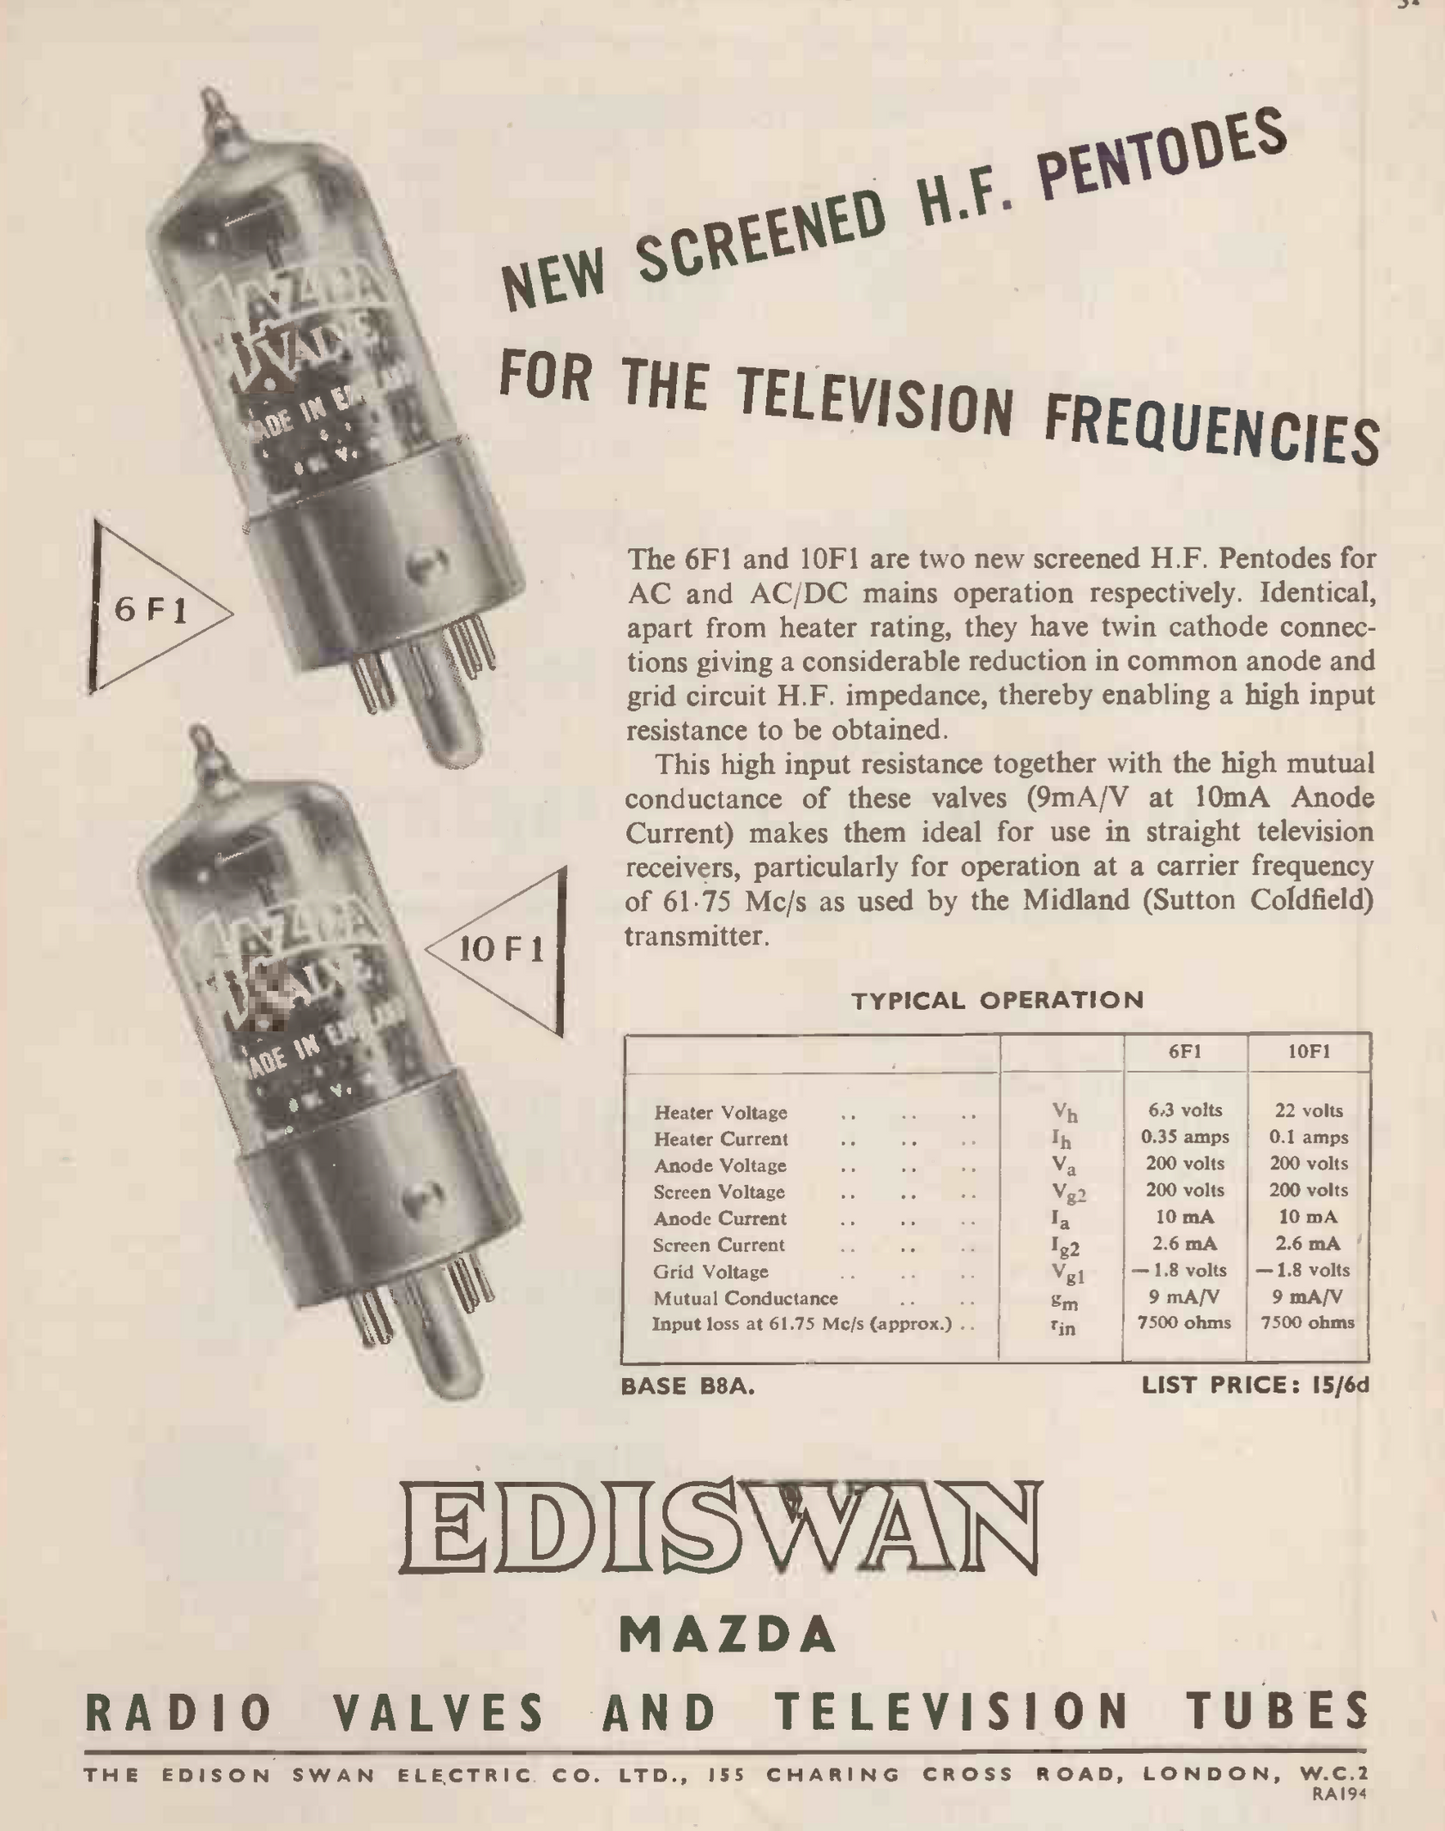 NEW SCREENED H.F. PENTODES
FOR THE TELEVISION FREQUENCIES
MAZDA
VALVE
MADE IN ENGLAND
6F1
MAZDA
VALVE
MADE IN ENGLAND
10F1
The 6F1 and 10F1 are two new screened H.F. Pentodes for
AC and AC/DC mains operation respectively. Identical,
apart from heater rating, they have twin cathode connec-
tions giving a considerable reduction in common anode and
grid circuit H.F. impedance, thereby enabling a high input
resistance to be obtained.
This high input resistance together with the high mutual
conductance of these valves (9mA/V at 10mA Anode
Current) makes them ideal for use in straight television
receivers, particularly for operation at a carrier frequency
of 61·75 Mc/s as used by the Midland (Sutton Coldfield)
transmitter.
TYPICAL OPERATION
6F1 10F1
Heater Voltage .. .. .. Vh 6.3 volts 22 volts
Heater Current .. .. .. Ih 0.35 amps 0.1 amps
Anode Voltage .. .. .. Va 200 volts 200 volts
Screen Voltage .. .. .. Vg2 200 volts 200 volts
Anode Current .. .. .. Ia 10 mA 10 mA
Screen Current .. .. .. Ig2 2.6 mA 2.6 mA
Grid Voltage .. .. .. Vg1 —1.8 volts —1.8 volts
Mutual Conductance .. .. gm 9 mA/V 9 mA/V
Input loss at 61.75 Mc/s (approx.) .. rin 7500 ohms 7500 ohms
BASE B8A. LIST PRICE: 15/6d
EDISWAN
MAZDA
RADIO VALVES AND TELEVISION TUBES
THE EDISON SWAN ELECTRIC CO. LTD., 155 CHARING CROSS ROAD, LONDON, W.C.2
RA194